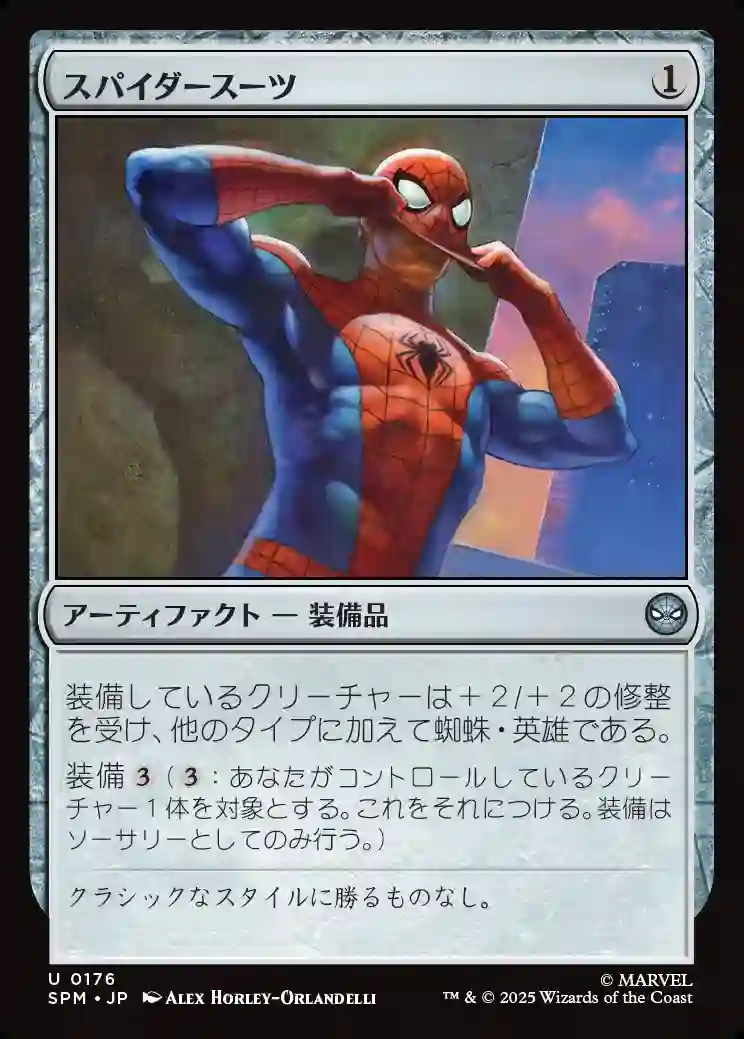 スパイダースーツ 1
アーティファクト ― 装備品
装備しているクリーチャーは＋2/＋2の修整
を受け、他のタイプに加えて蜘蛛・英雄である。
装備 3（3：あなたがコントロールしているクリー
チャー1体を対象とする。これをそれにつける。装備は
ソーサリーとしてのみ行う。）
クラシックなスタイルに勝るものなし。
U 0176
SPM • JP Alex Horley-Orlandelli
© MARVEL
™ & © 2025 Wizards of the Coast